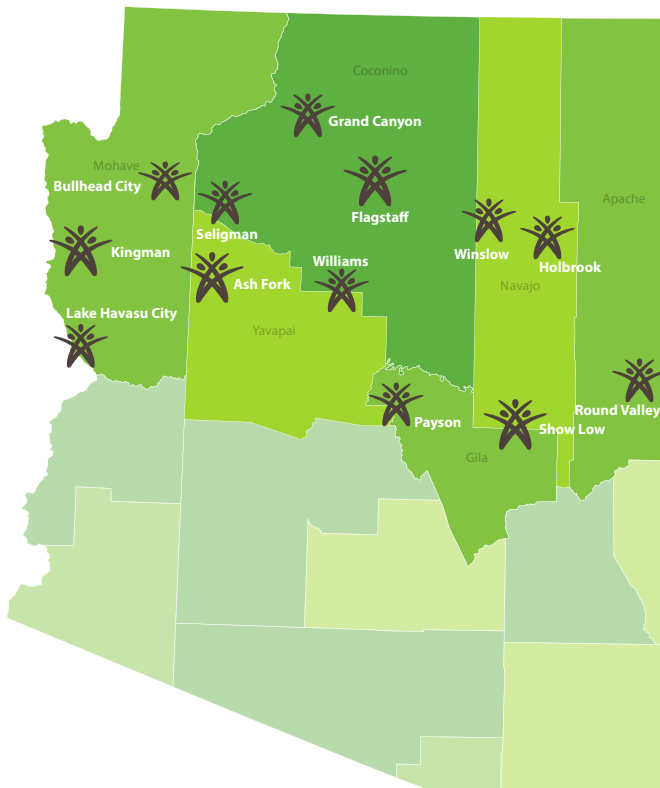 Coconino
Grand Canyon
Mohave
Bullhead City
Apache
Flagstaff
Seligman
Kingman
Winslow
Holbrook
Williams
Ash Fork
Navajo
Lake Havasu City
Yavapai
Round Valley
Payson
Show Low
Gila